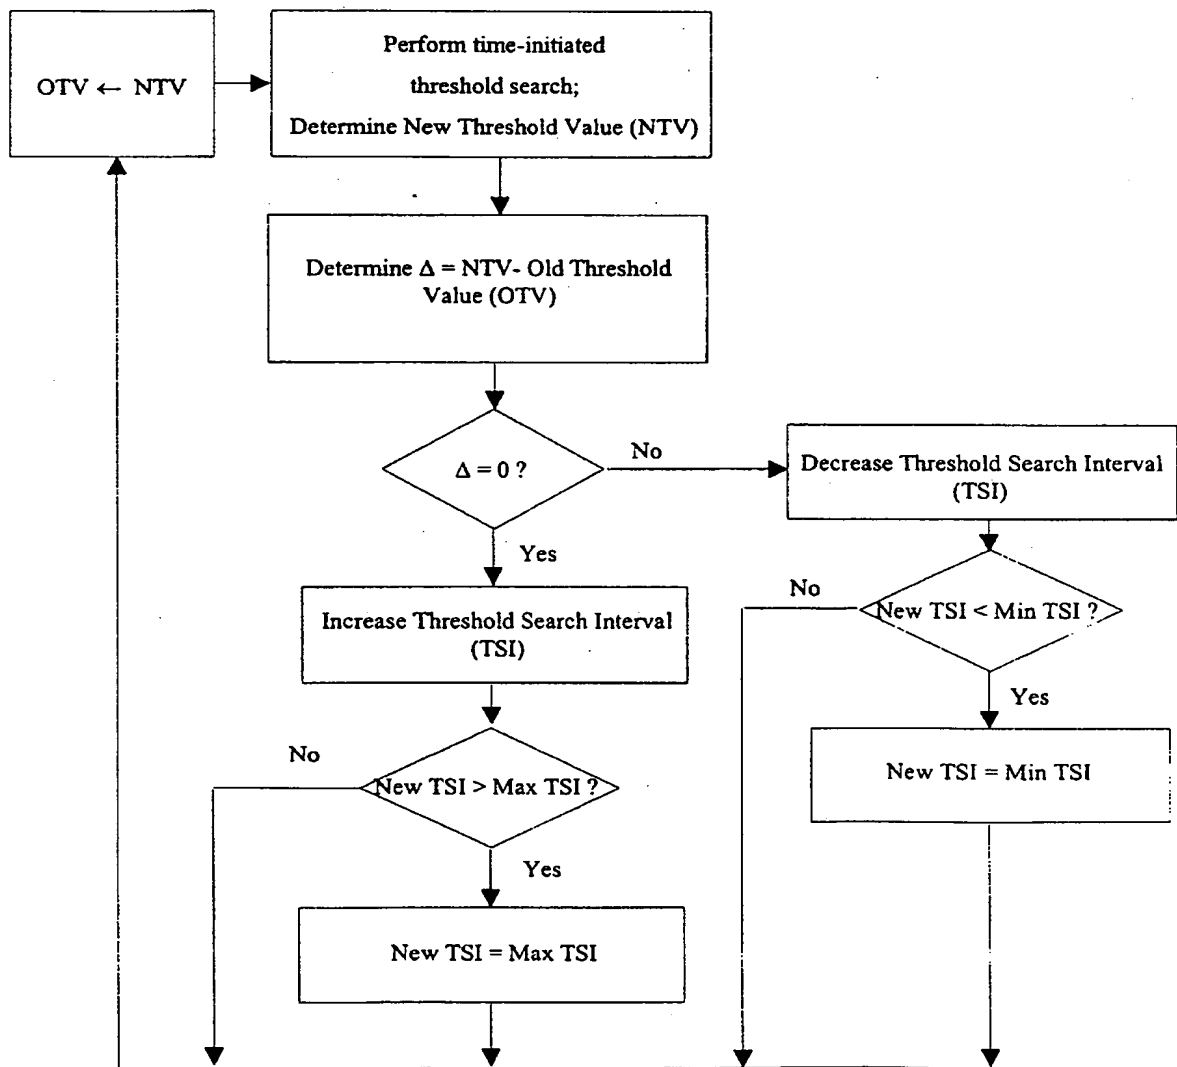 OTV ← NTV
Perform time-initiated
threshold search;
Determine New Threshold Value (NTV)
Determine Δ = NTV- Old Threshold
Value (OTV)
Δ = 0 ?
No
Decrease Threshold Search Interval
(TSI)
Yes
Increase Threshold Search Interval
(TSI)
No
New TSI < Min TSI ?
Yes
New TSI = Min TSI
No
New TSI > Max TSI ?
Yes
New TSI = Max TSI